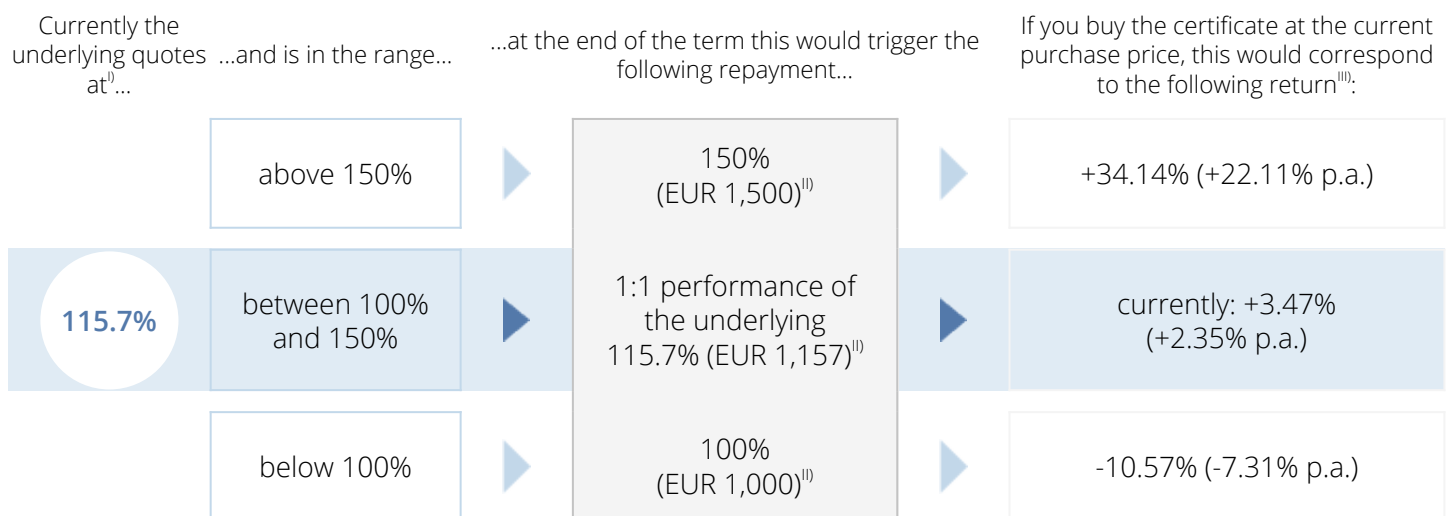 Currently the
underlying quotes
at^I)...
...and is in the range...
...at the end of the term this would trigger the
following repayment...
If you buy the certificate at the current
purchase price, this would correspond
to the following return^III):
above 150%
150%
(EUR 1,500)^II)
+34.14% (+22.11% p.a.)
115.7%
between 100%
and 150%
1:1 performance of
the underlying
115.7% (EUR 1,157)^II)
currently: +3.47%
(+2.35% p.a.)
below 100%
100%
(EUR 1,000)^II)
-10.57% (-7.31% p.a.)